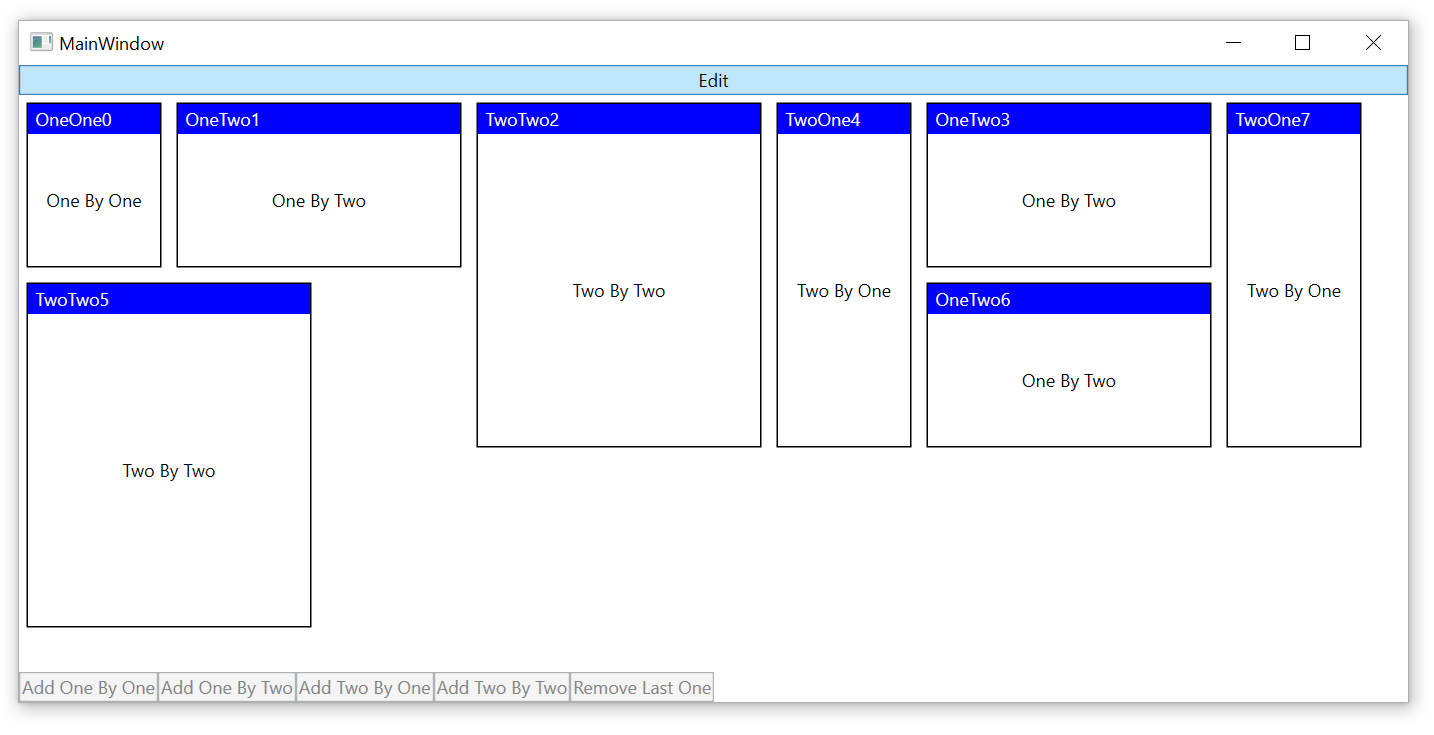 MainWindow
Edit
OneOne0
One By One
OneTwo1
One By Two
TwoTwo2
Two By Two
TwoOne4
Two By One
OneTwo3
One By Two
TwoOne7
Two By One
TwoTwo5
Two By Two
OneTwo6
One By Two
Add One By One
Add One By Two
Add Two By One
Add Two By Two
Remove Last One